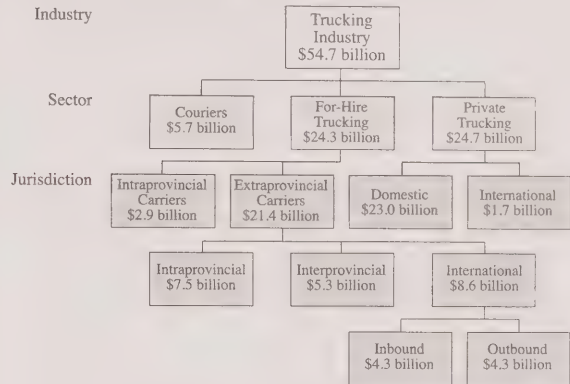 Industry
Trucking
Industry
$54.7 billion
Sector
Couriers
$5.7 billion
For-Hire
Trucking
$24.3 billion
Private
Trucking
$24.7 billion
Jurisdiction
Intraprovincial
Carriers
$2.9 billion
Extraprovincial
Carriers
$21.4 billion
Domestic
$23.0 billion
International
$1.7 billion
Intraprovincial
$7.5 billion
Interprovincial
$5.3 billion
International
$8.6 billion
Inbound
$4.3 billion
Outbound
$4.3 billion